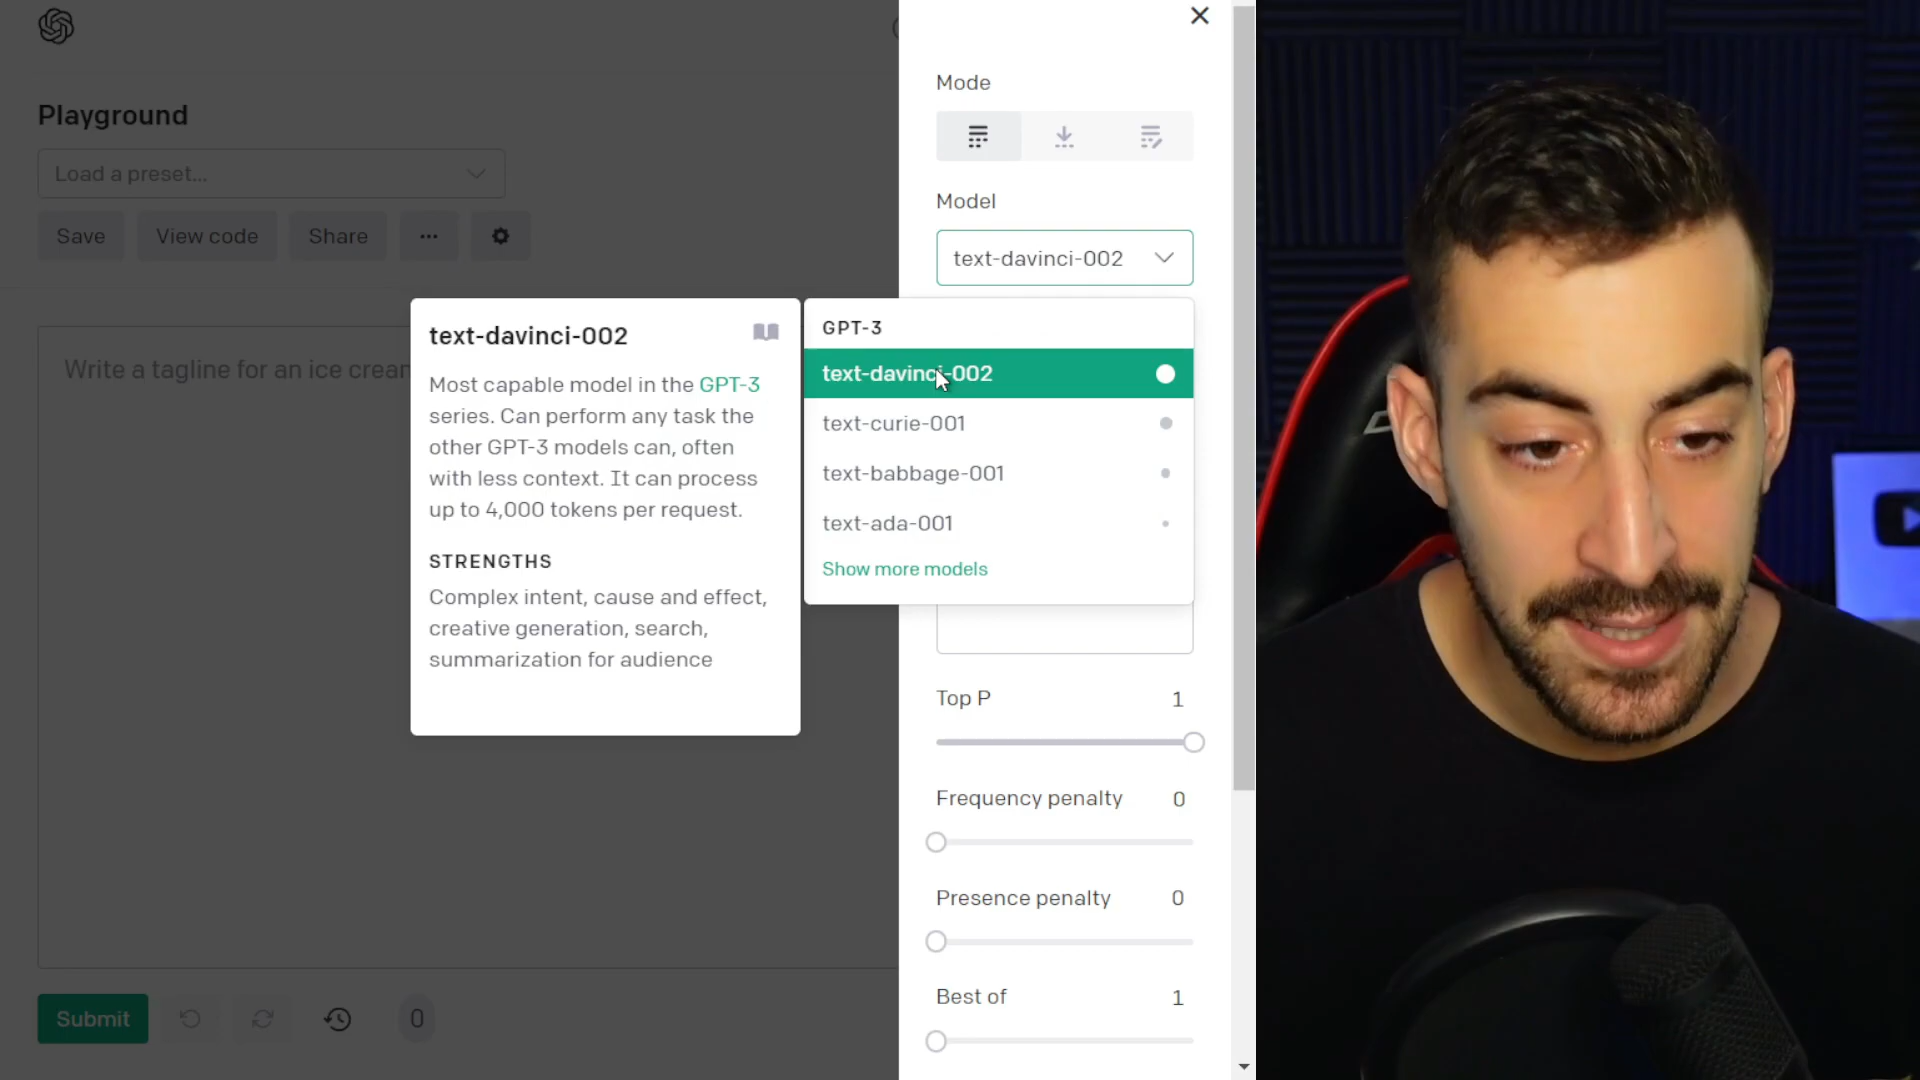 Playground
Load a preset...
Save
View code
Share
...
Write a tagline for an ice crear
Submit
0
text-davinci-002
Most capable model in the GPT-3
series. Can perform any task the
other GPT-3 models can, often
with less context. It can process
up to 4,000 tokens per request.
STRENGTHS
Complex intent, cause and effect,
creative generation, search,
summarization for audience
Mode
Model
text-davinci-002
GPT-3
text-davinci-002
text-curie-001
text-babbage-001
text-ada-001
Show more models
Top P 1
Frequency penalty 0
Presence penalty 0
Best of 1